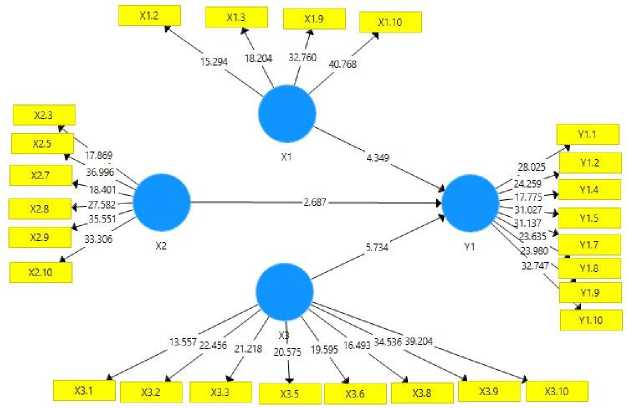 X1.2
X1.3
X1.9
X1.10
15.294
18.204
32.760
40.768
X1
X2.3
X2.5
X2.7
X2.8
X2.9
X2.10
17.869
36.996
18.401
27.582
35.551
33.306
X2
4.349
2.687
5.734
Y1
28.025
24.259
17.775
31.027
31.137
23.635
23.980
32.747
Y1.1
Y1.2
Y1.4
Y1.5
Y1.7
Y1.8
Y1.9
Y1.10
X3
13.557
22.456
21.218
20.575
19.595
16.493
34.536
39.204
X3.1
X3.2
X3.3
X3.5
X3.6
X3.8
X3.9
X3.10